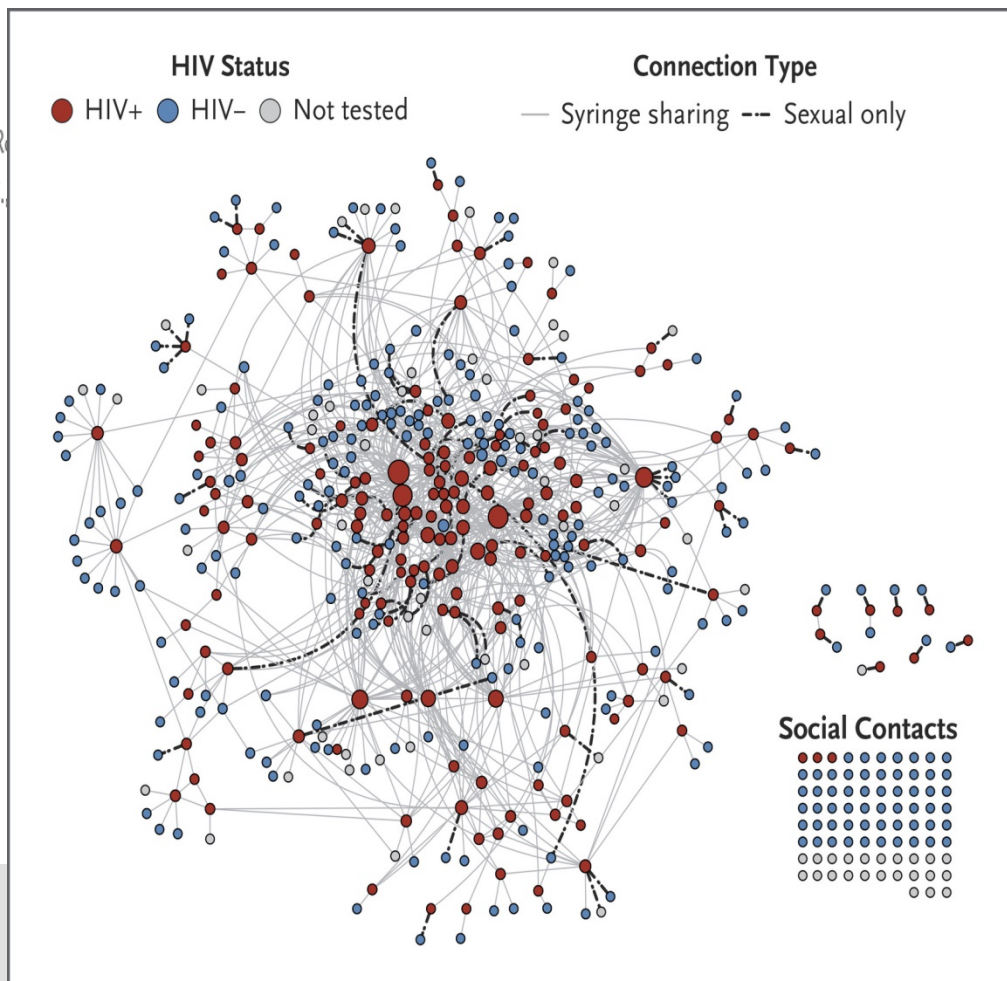 HIV Status
Connection Type
HIV+ HIV– Not tested
Syringe sharing Sexual only
Social Contacts